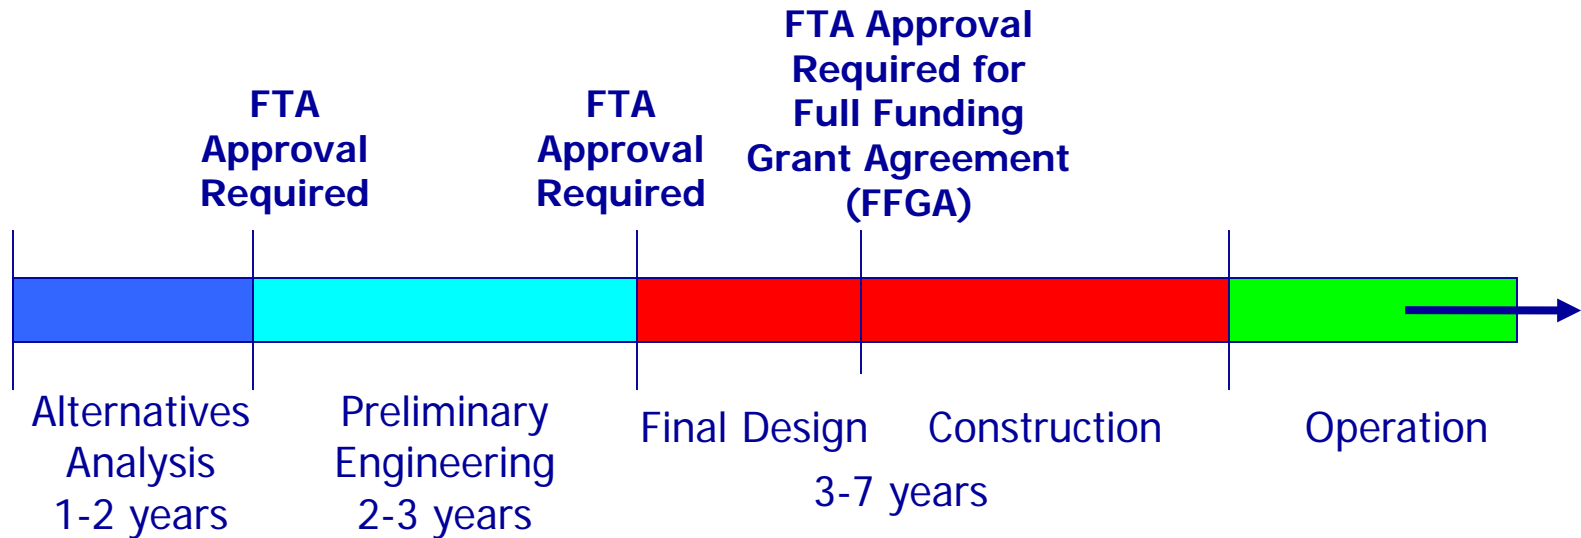 FTA
Approval
Required
FTA
Approval
Required
FTA Approval
Required for
Full Funding
Grant Agreement
(FFGA)
Alternatives
Analysis
1-2 years
Preliminary
Engineering
2-3 years
Final Design
Construction
3-7 years
Operation